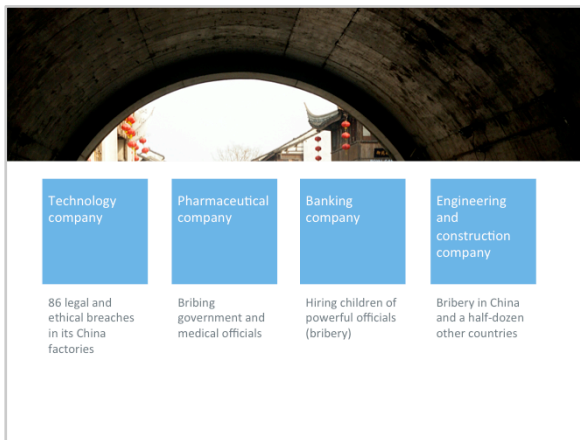 Technology
company
Pharmaceutical
company
Banking
company
Engineering
and
construction
company
86 legal and
ethical breaches
in its China
factories
Bribing
government and
medical officials
Hiring children of
powerful officials
(bribery)
Bribery in China
and a half-dozen
other countries